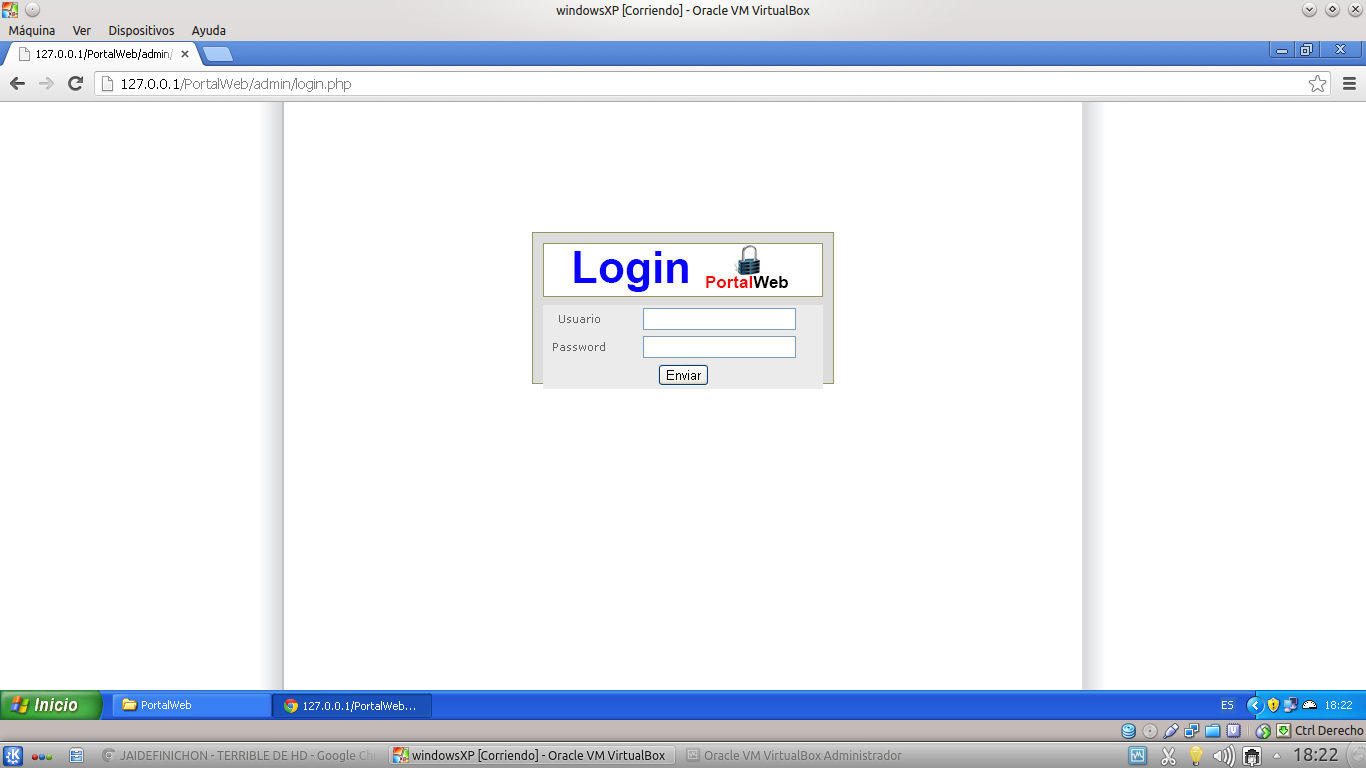 windowsXP [Corriendo] - Oracle VM VirtualBox
Máquina Ver Dispositivos Ayuda
127.0.0.1/PortalWeb/admin/
127.0.0.1/PortalWeb/admin/login.php
Login
PortalWeb
Usuario
Password
Enviar
Inicio PortalWeb 127.0.0.1/PortalWeb... ES 18:22
Ctrl Derecho
JAIDEFINICHON - TERRIBLE DE HD - Google Ch windowsXP [Corriendo] - Oracle VM VirtualBox Oracle VM VirtualBox Administrador 18:22